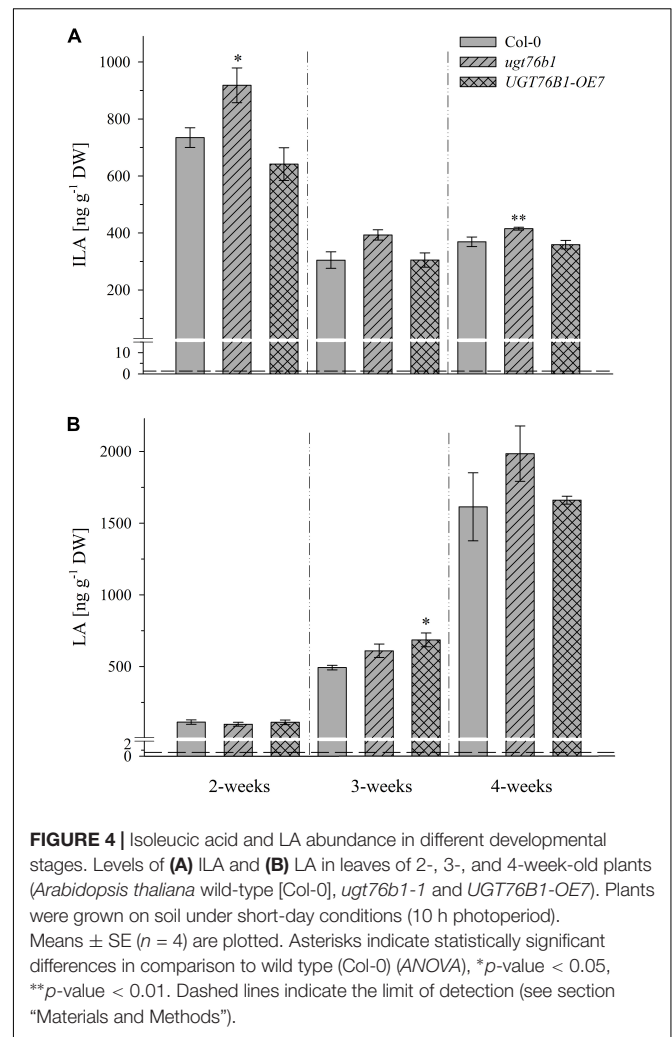 A
Col-0
ugt76b1
UGT76B1-OE7
ILA [ng g-1 DW]
1000
800
600
400
200
10
0
*
**
B
LA [ng g-1 DW]
2000
1500
1000
500
2
0
*
2-weeks 3-weeks 4-weeks
FIGURE 4 | Isoleucic acid and LA abundance in different developmental
stages. Levels of (A) ILA and (B) LA in leaves of 2-, 3-, and 4-week-old plants
(Arabidopsis thaliana wild-type [Col-0], ugt76b1-1 and UGT76B1-OE7). Plants
were grown on soil under short-day conditions (10 h photoperiod).
Means ± SE (n = 4) are plotted. Asterisks indicate statistically significant
differences in comparison to wild type (Col-0) (ANOVA), *p-value < 0.05,
**p-value < 0.01. Dashed lines indicate the limit of detection (see section
“Materials and Methods”).